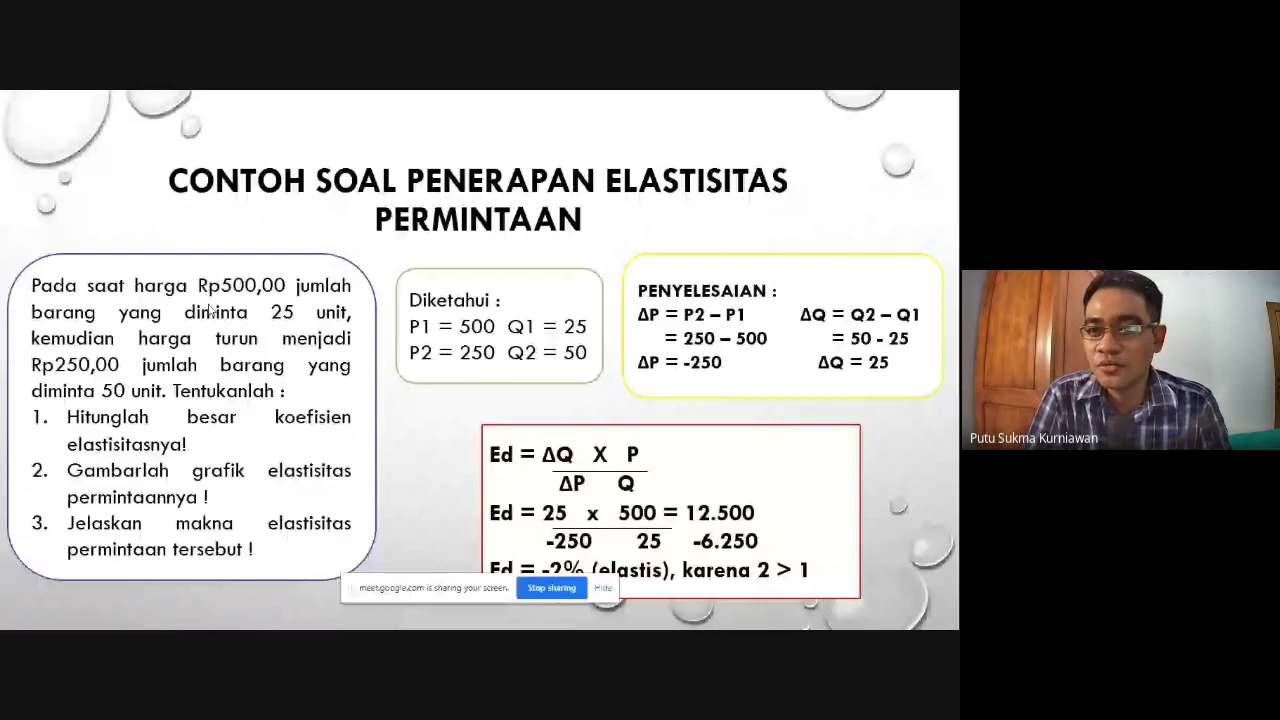 CONTOH SOAL PENERAPAN ELASTISITAS
PERMINTAAN
Pada saat harga Rp500,00 jumlah
barang yang diminta 25 unit,
kemudian harga turun menjadi
Rp250,00 jumlah barang yang
diminta 50 unit. Tentukanlah :
1. Hitunglah besar koefisien
elastisitasnya!
2. Gambarlah grafik elastisitas
permintaannya !
3. Jelaskan makna elastisitas
permintaan tersebut !
Diketahui :
P1 = 500 Q1 = 25
P2 = 250 Q2 = 50
PENYELESAIAN :
ΔP = P2 – P1 ΔQ = Q2 – Q1
= 250 – 500 = 50 - 25
ΔP = -250 ΔQ = 25
Ed = ΔQ X P
ΔP Q
Ed = 25 x 500 = 12.500
-250 25 -6.250
Ed = -2% (elastis), karena 2 > 1
meet.google.com is sharing your screen. Stop sharing Hide
Putu Sukma Kurniawan